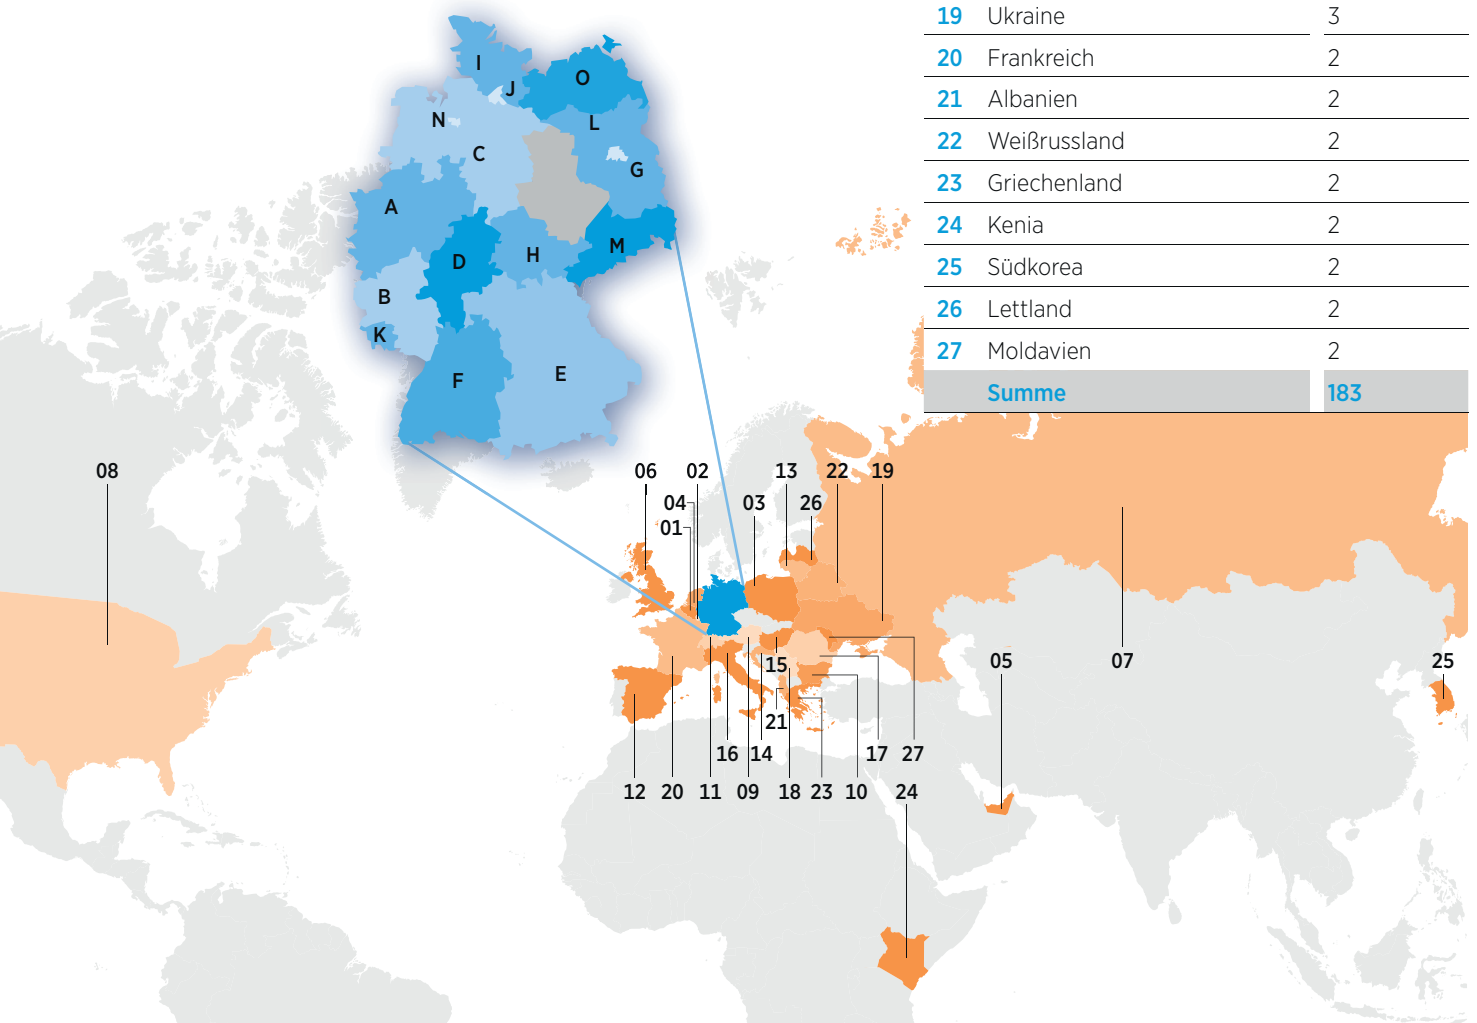 19 Ukraine 3
20 Frankreich 2
21 Albanien 2
22 Weißrussland 2
23 Griechenland 2
24 Kenia 2
25 Südkorea 2
26 Lettland 2
27 Moldavien 2
Summe 183
I
J
O
N
L
C
G
A
M
D
H
B
K
F
E
08
06
02
13
22
19
04
03
26
01
15
05
07
25
21
16
14
17
27
12
20
11
09
18
23
10
24